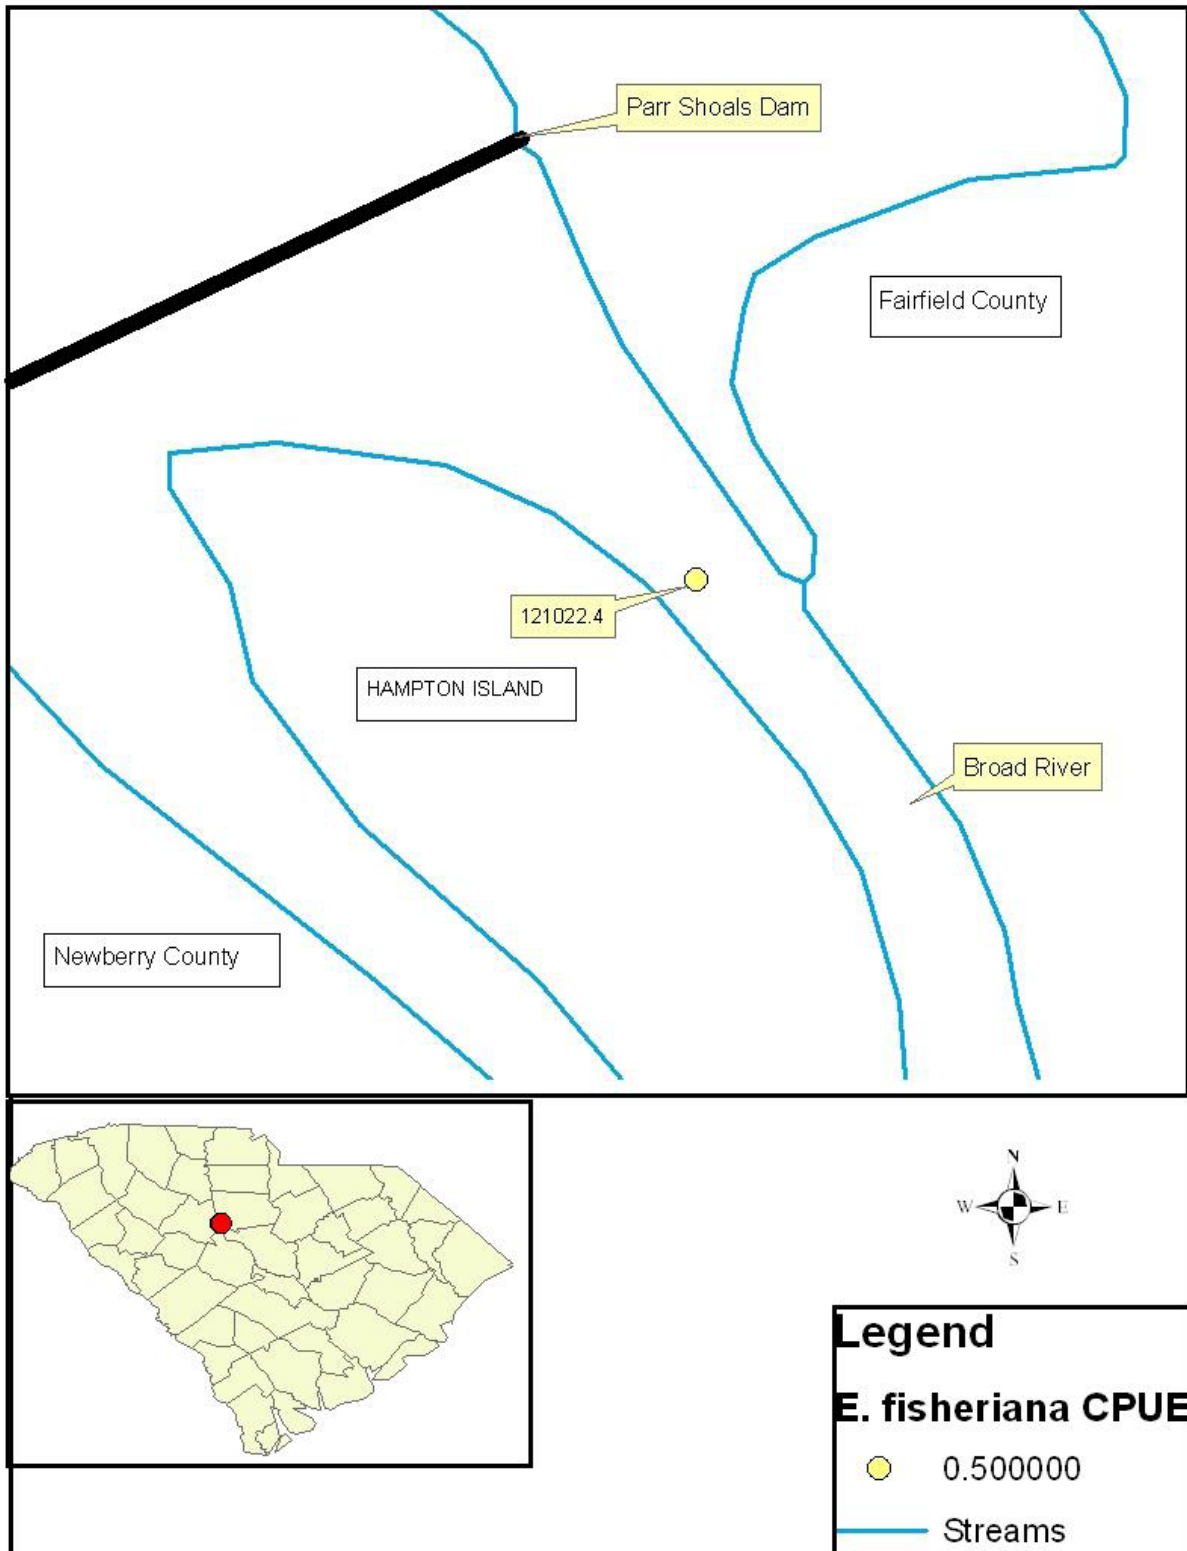 Parr Shoals Dam
Fairfield County
121022.4
HAMPTON ISLAND
Broad River
Newberry County
N
W
E
S
Legend
E. fisheriana CPUE
0.500000
Streams